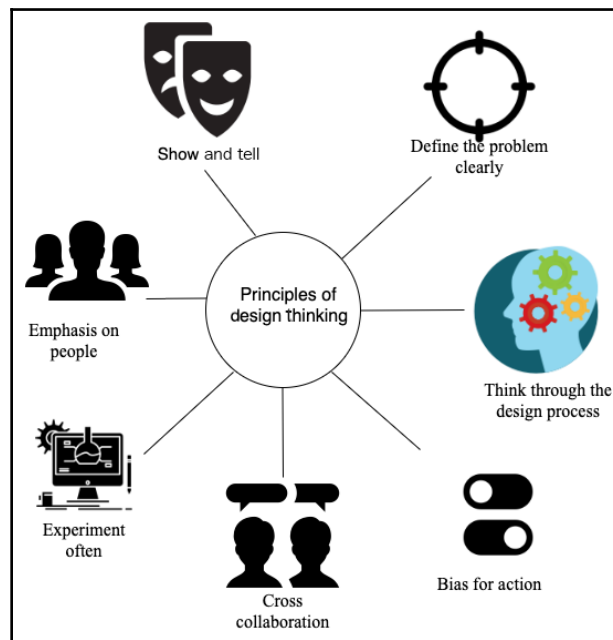 Show and tell
Define the problem
clearly
Principles of
design thinking
Emphasis on
people
Think through the
design process
Experiment
often
Cross
collaboration
Bias for action